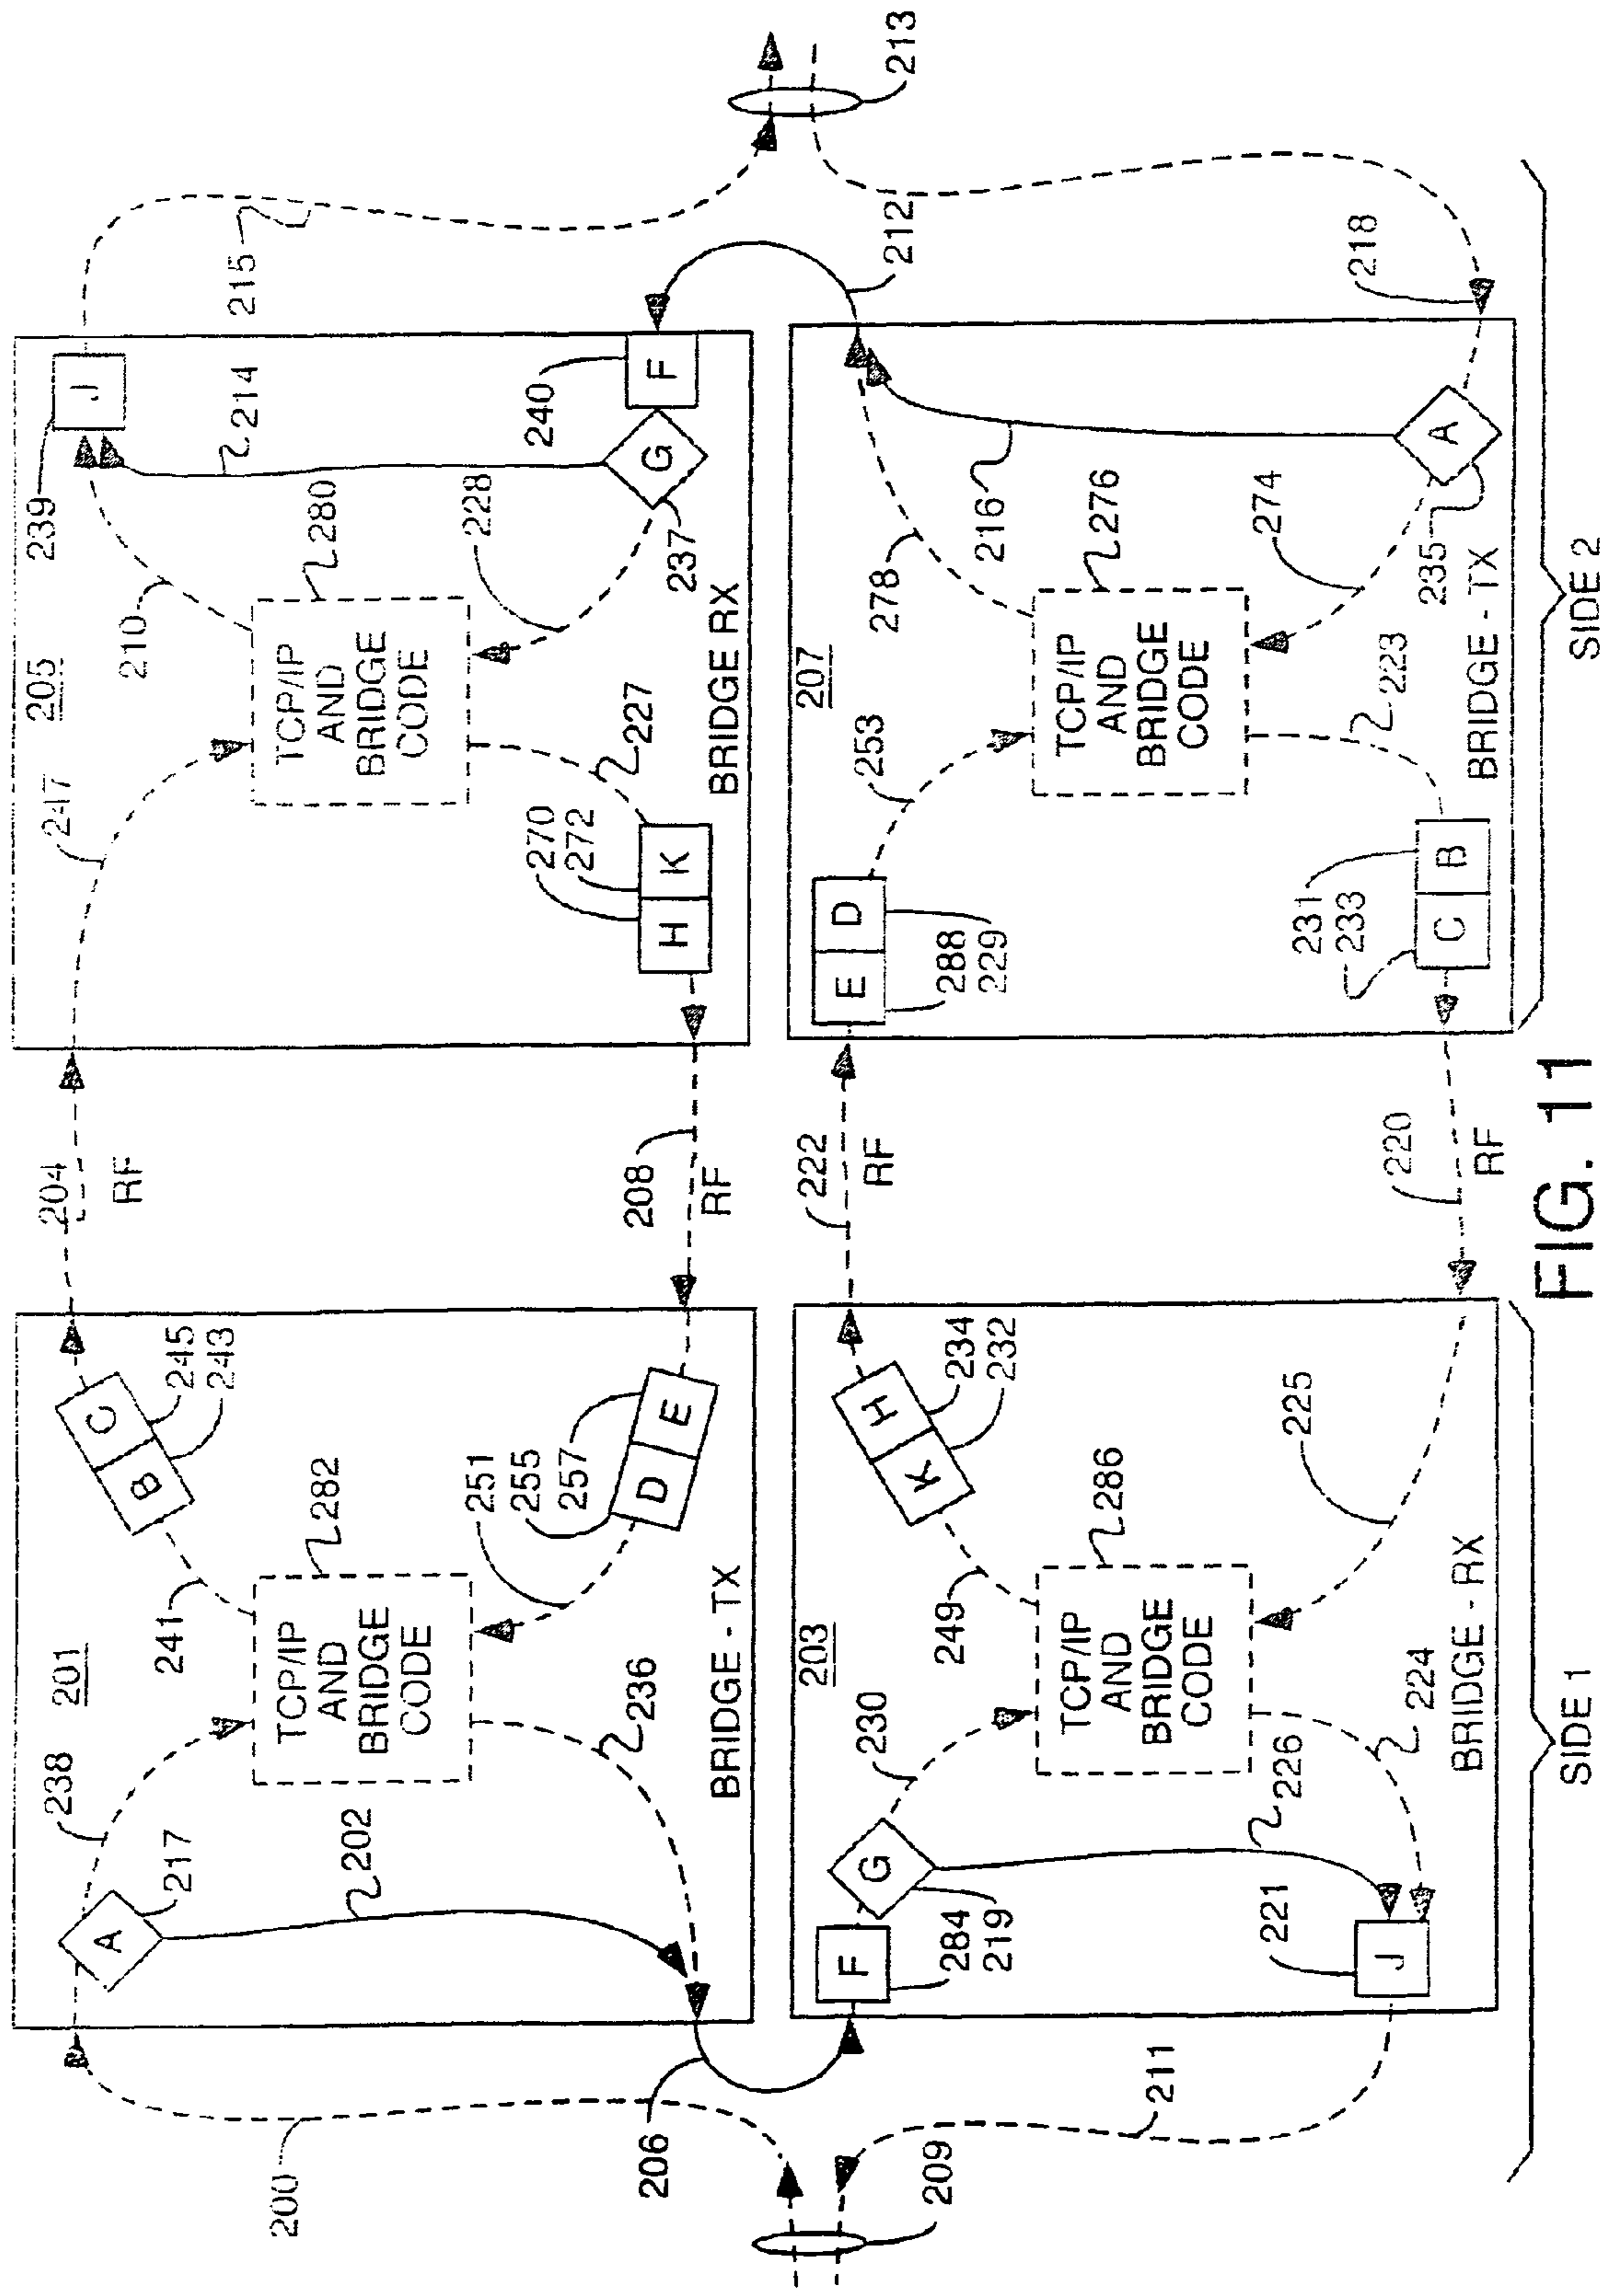 200
201
A
217
238
202
TCP/IP
AND
BRIDGE
CODE
282
241
B
C
245
243
251
255
257
D
E
236
BRIDGE - TX
206
209
211
204
RF
208
RF
205
247
210
TCP/IP
AND
BRIDGE
CODE
280
239
J
214
215
270
272
H
K
227
228
237
G
F
240
BRIDGE RX
212
213
203
F
G
284
219
230
TCP/IP
AND
BRIDGE
CODE
286
249
K
H
234
232
225
226
224
221
J
BRIDGE - RX
SIDE 1
222
RF
220
RF
207
E
D
288
229
253
TCP/IP
AND
BRIDGE
CODE
276
278
216
274
231
233
C
B
223
235
A
218
BRIDGE - TX
SIDE 2
FIG. 11